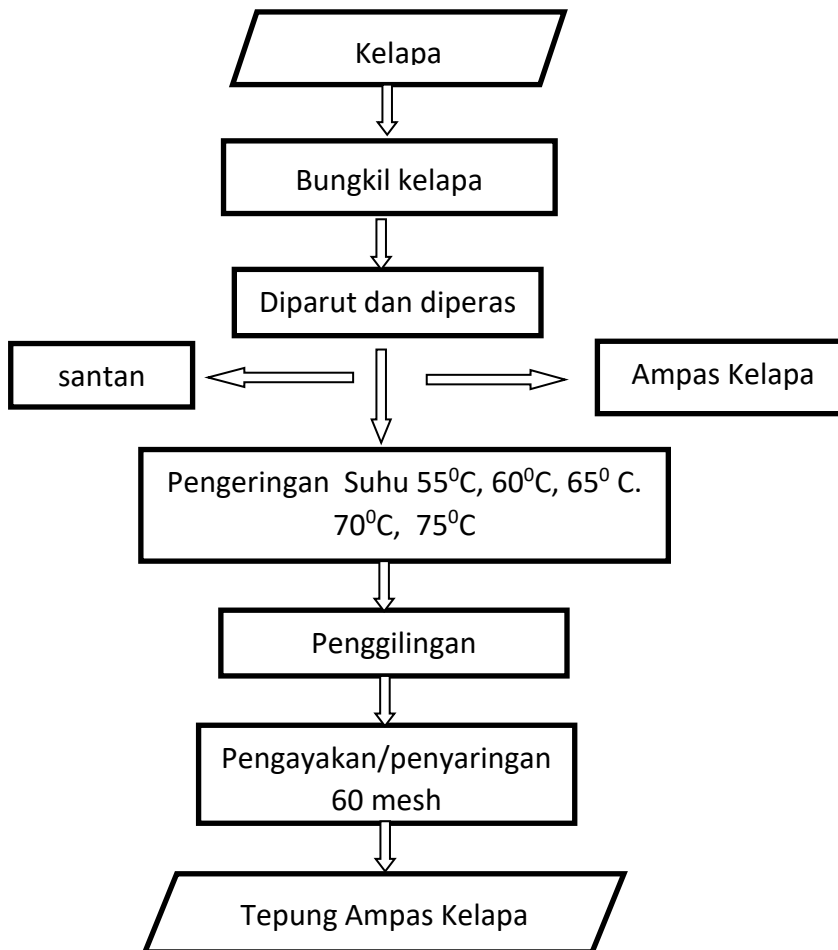 Kelapa
Bungkil kelapa
Diparut dan diperas
santan
Ampas Kelapa
Pengeringan  Suhu 55⁰C, 60⁰C, 65⁰ C.
70⁰C,  75⁰C
Penggilingan
Pengayakan/penyaringan
60 mesh
Tepung Ampas Kelapa